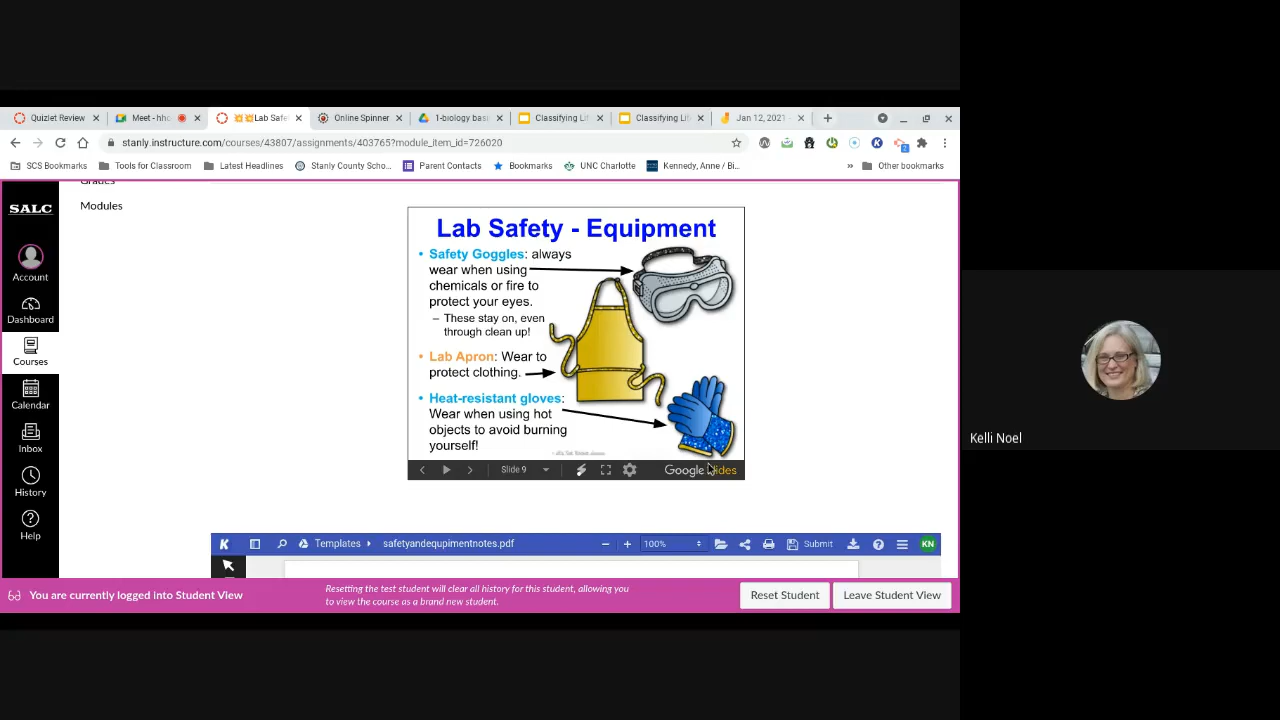 Quizlet Review
Meet - hhc
Lab Safe
Online Spinner
1-biology basi
Classifying Li
Classifying Li
Jan 12, 2021 -
stanly.instructure.com/courses/43807/assignments/403765?module_item_id=726020
SCS Bookmarks
Tools for Classroom
Latest Headlines
Stanly County Scho...
Parent Contacts
Bookmarks
UNC Charlotte
Kennedy, Anne / Bi...
»
Other bookmarks
SALC
Account
Dashboard
Courses
Calendar
Inbox
History
Help
Grades
Modules
Lab Safety - Equipment
• Safety Goggles: always
wear when using
chemicals or fire to
protect your eyes.
– These stay on, even
through clean up!
• Lab Apron: Wear to
protect clothing.
• Heat-resistant gloves:
Wear when using hot
objects to avoid burning
yourself!
Slide 9
Google Slides
K
Templates
safetyandequpimentnotes.pdf
100%
Submit
KN
You are currently logged into Student View
Resetting the test student will clear all history for this student, allowing you
to view the course as a brand new student.
Reset Student
Leave Student View
Kelli Noel